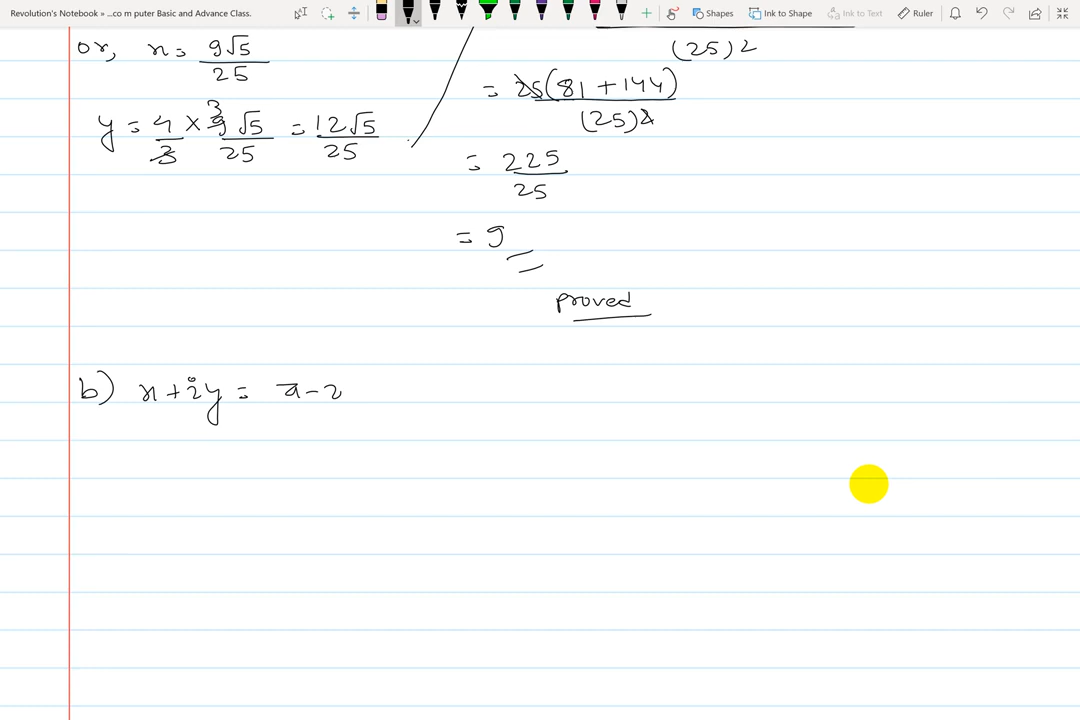 Revolution's Notebook » ...co m puter Basic and Advance Class.
Shapes
Ink to Shape
Ink to Text
Ruler
or, x = 9√5 / 25
y = 4/3 × 9√5/25 = 12√5/25
3
(25)2
= 25(81+144) / (25)2
= 225 / 25
= 9
proved
b) x+iy = a-2